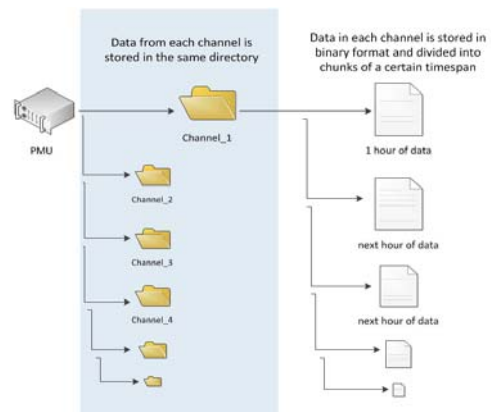 Data from each channel is
stored in the same directory
Data in each channel is stored in
binary format and divided into
chunks of a certain timespan
PMU
Channel_1
1 hour of data
Channel_2
next hour of data
Channel_3
Channel_4
next hour of data